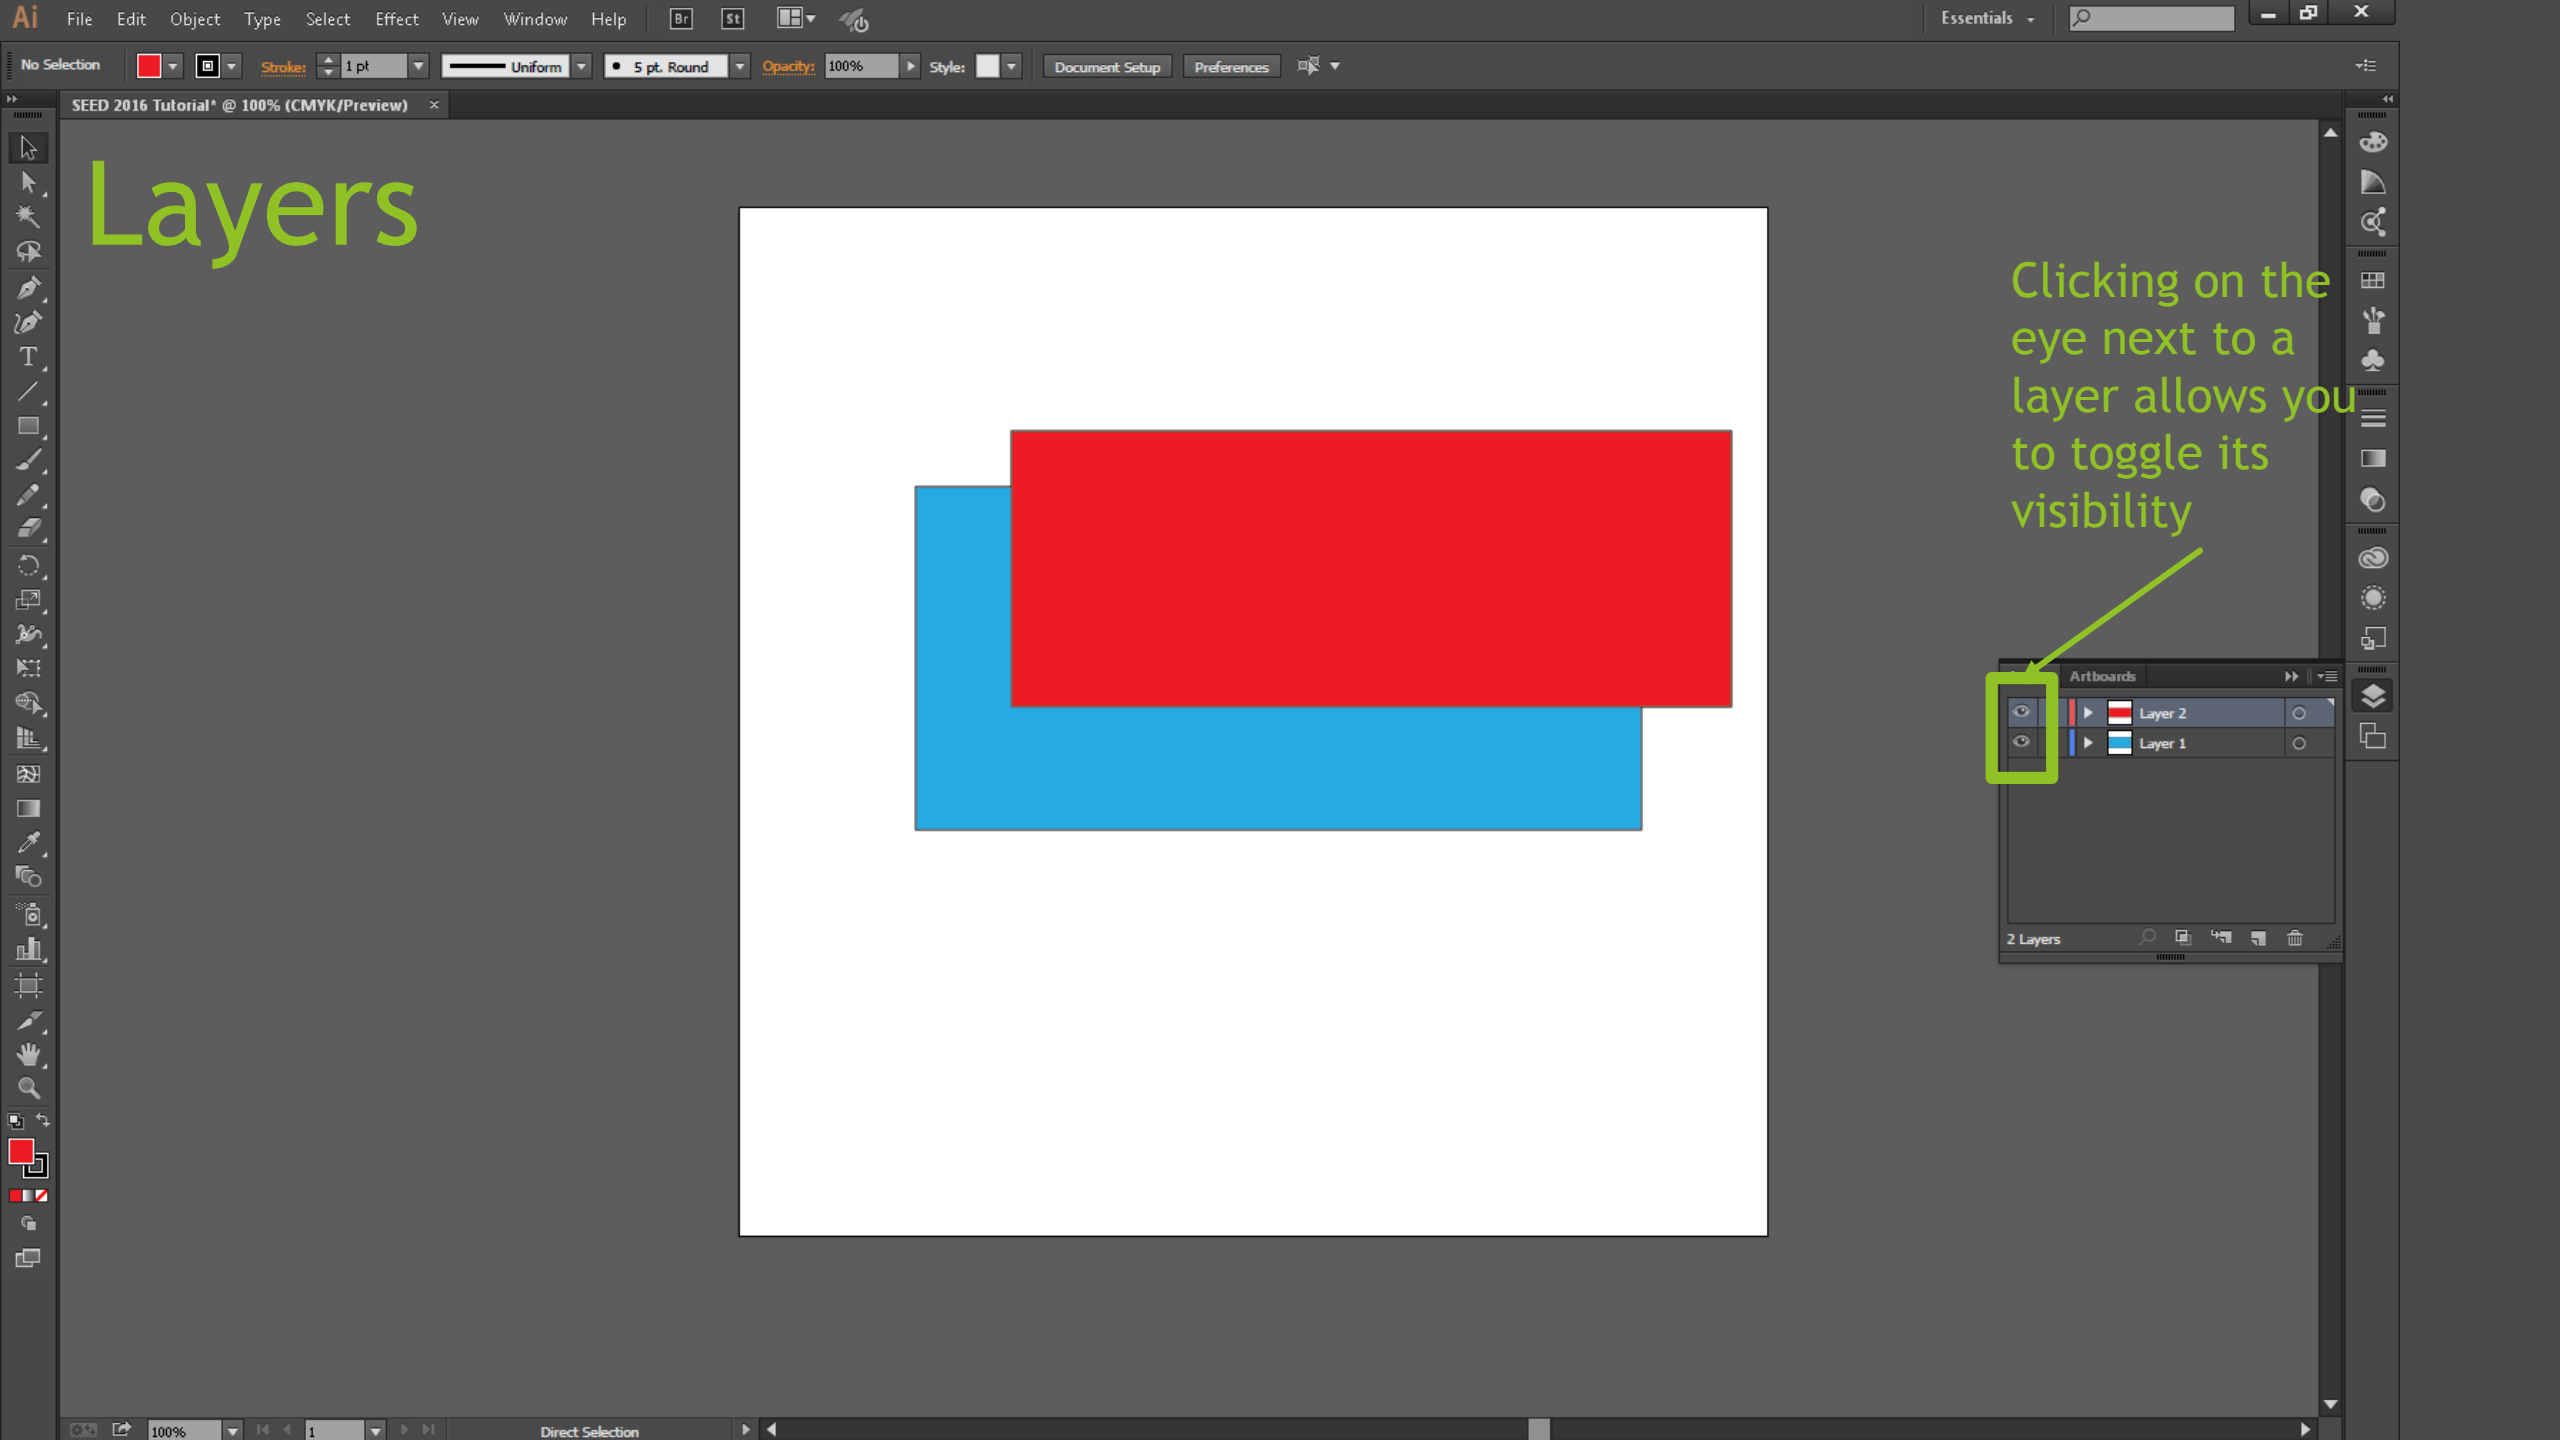 Ai File Edit Object Type Select Effect View Window Help Br St Essentials
No Selection Stroke: 1 pt Uniform 5 pt. Round Opacity: 100% Style: Document Setup Preferences
SEED 2016 Tutorial* @ 100% (CMYK/Preview) ×
Layers
Clicking on the
eye next to a
layer allows you
to toggle its
visibility
Artboards
Layer 2
Layer 1
2 Layers
100% 1 Direct Selection